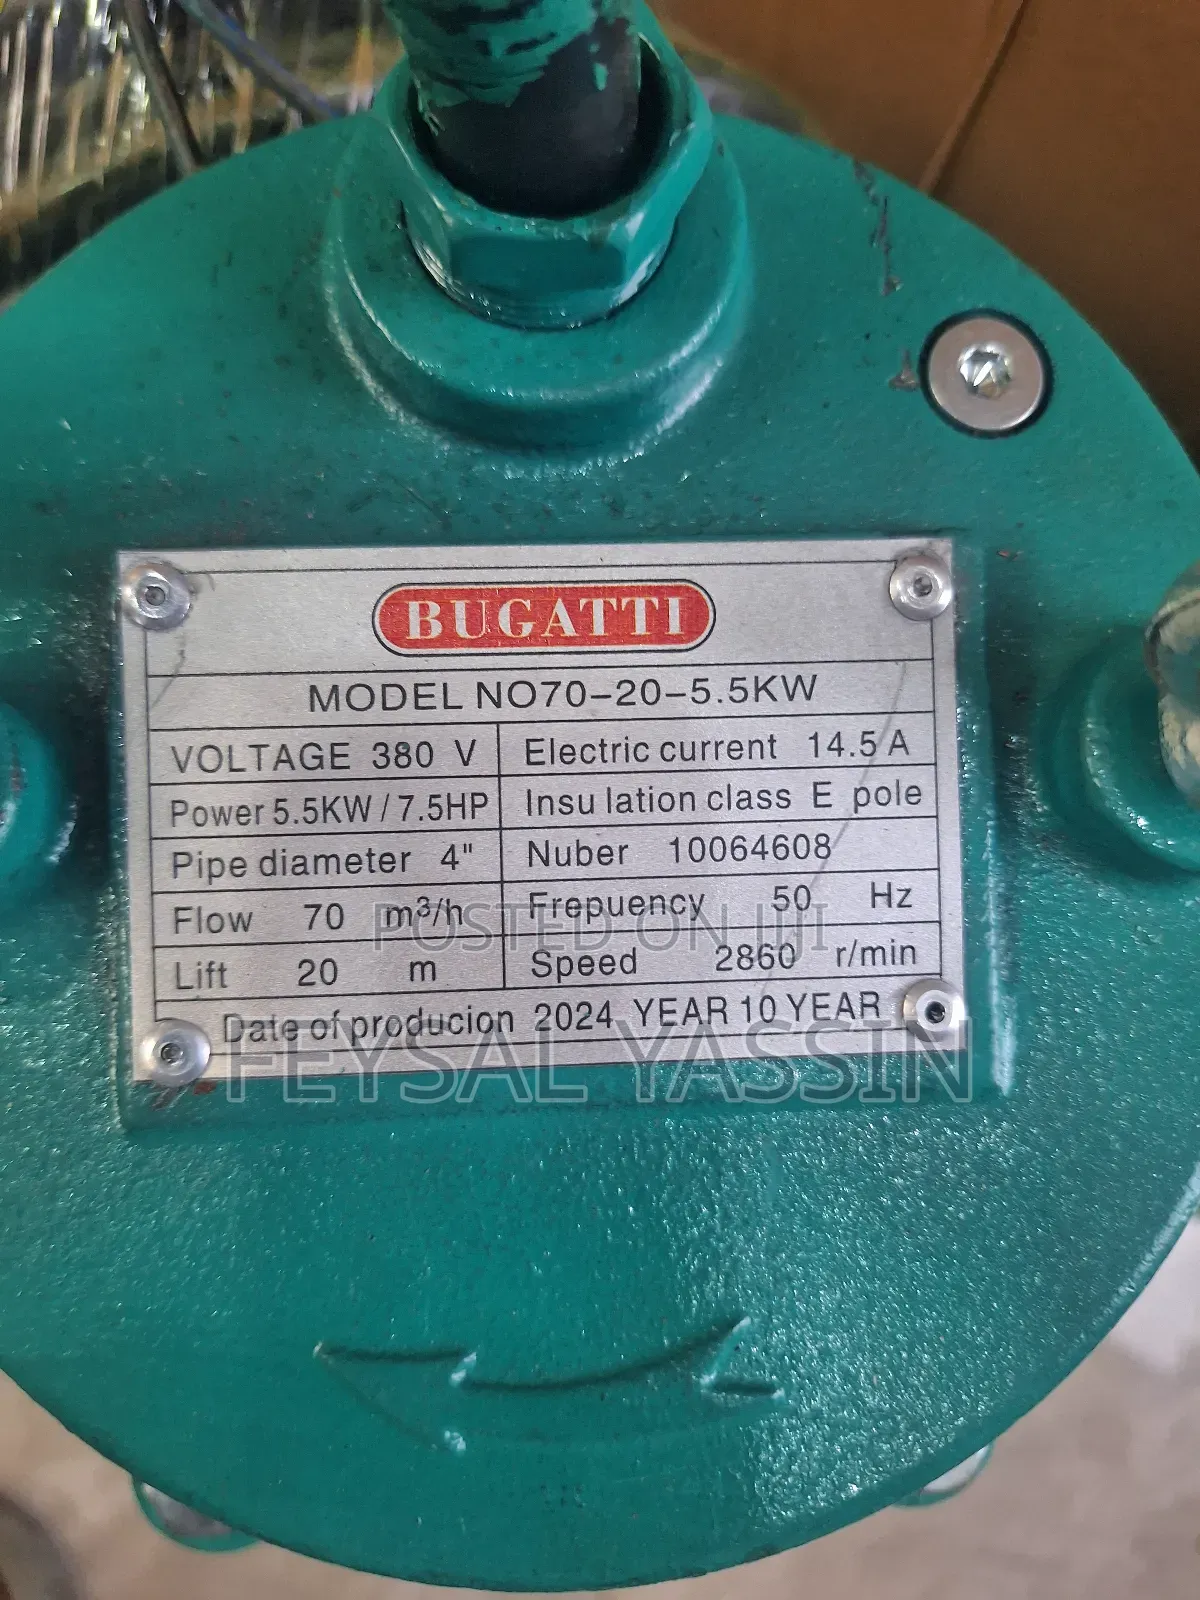 BUGATTI
MODEL NO70-20-5.5KW
VOLTAGE 380 V Electric current 14.5 A
Power 5.5KW / 7.5HP Insu lation class E pole
Pipe diameter 4" Nuber 10064608
Flow 70 m³/h Frepuency 50 Hz
POSTED ON JIJI
Lift 20 m Speed 2860 r/min
Date of producion 2024 YEAR 10 YEAR
FEYSAL YASSIN